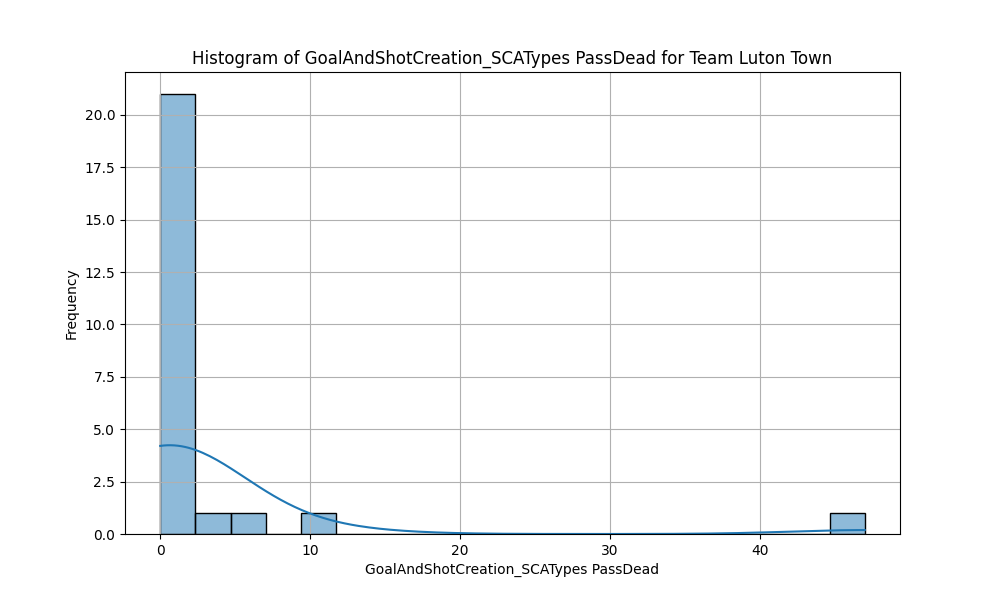 Histogram of GoalAndShotCreation_SCATypes PassDead for Team Luton Town
20.0
17.5
15.0
12.5
10.0
7.5
5.0
2.5
0.0
Frequency
0 10 20 30 40
GoalAndShotCreation_SCATypes PassDead